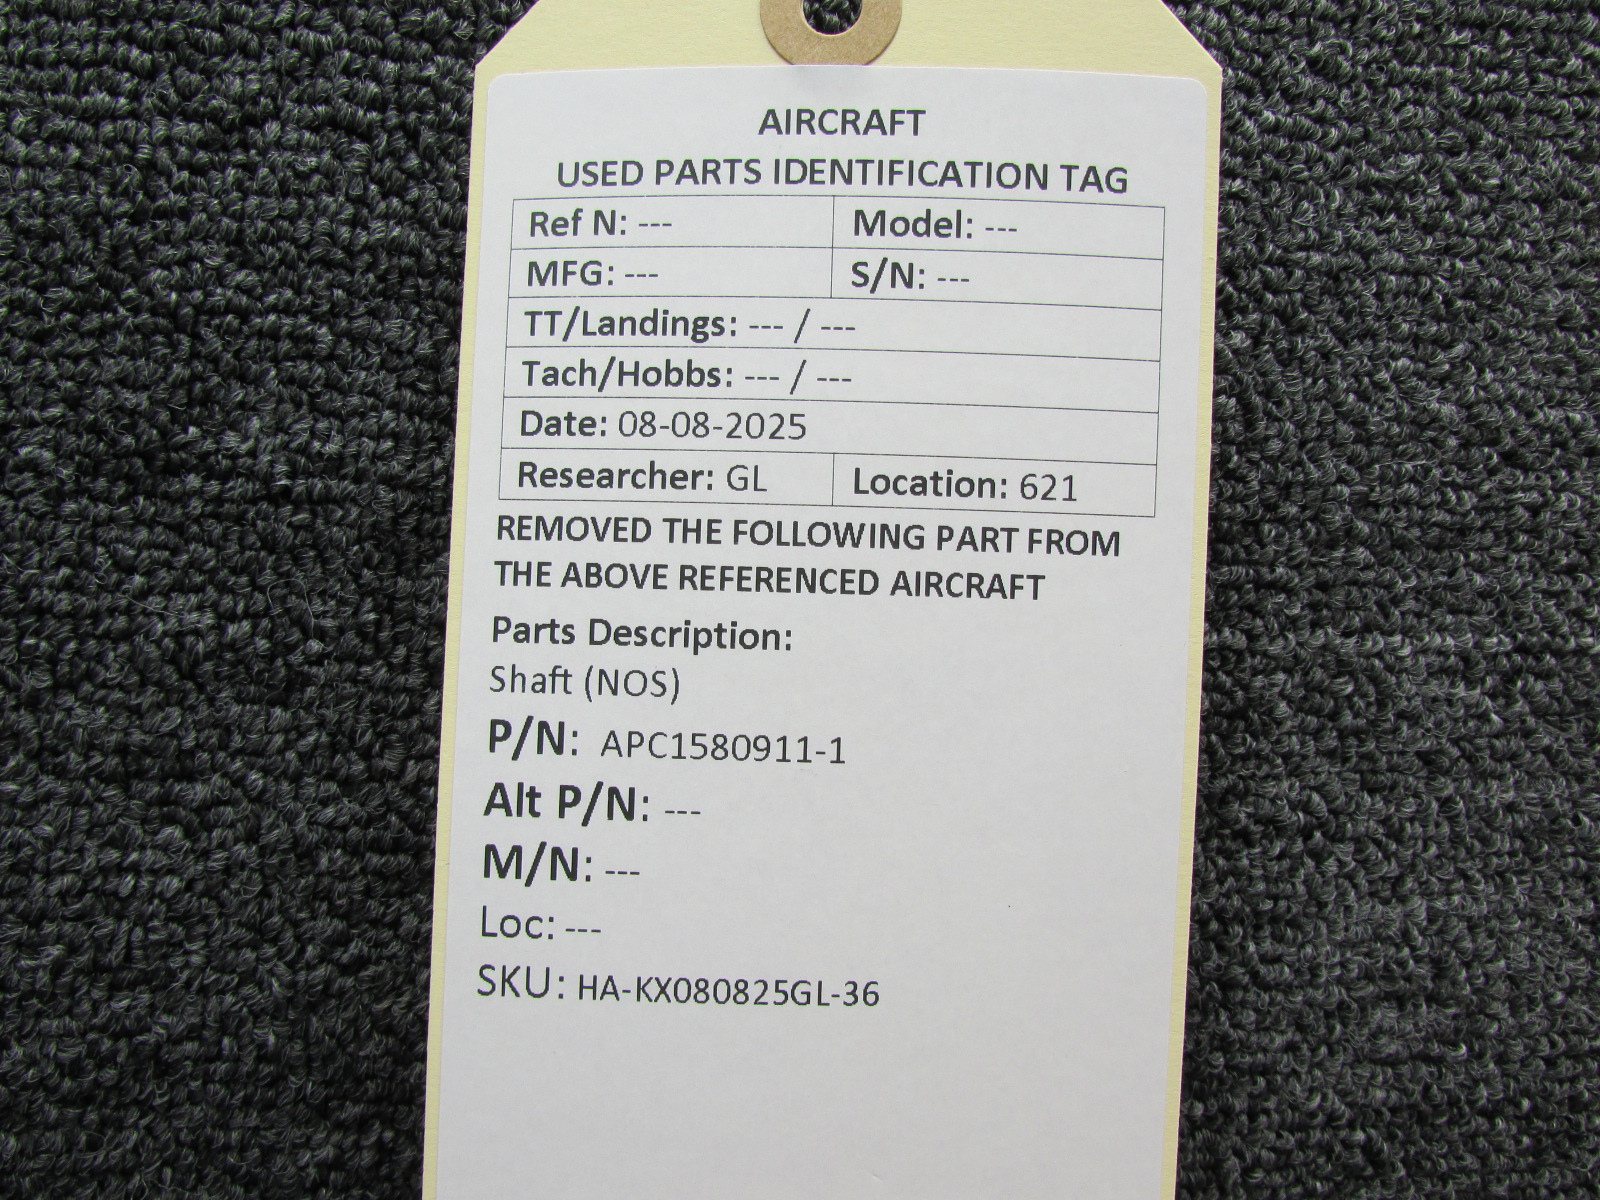 AIRCRAFT
USED PARTS IDENTIFICATION TAG
Ref N: --- Model: ---
MFG: --- S/N: ---
TT/Landings: --- / ---
Tach/Hobbs: --- / ---
Date: 08-08-2025
Researcher: GL Location: 621
REMOVED THE FOLLOWING PART FROM
THE ABOVE REFERENCED AIRCRAFT
Parts Description:
Shaft (NOS)
P/N: APC1580911-1
Alt P/N: ---
M/N: ---
Loc: ---
SKU: HA-KX080825GL-36